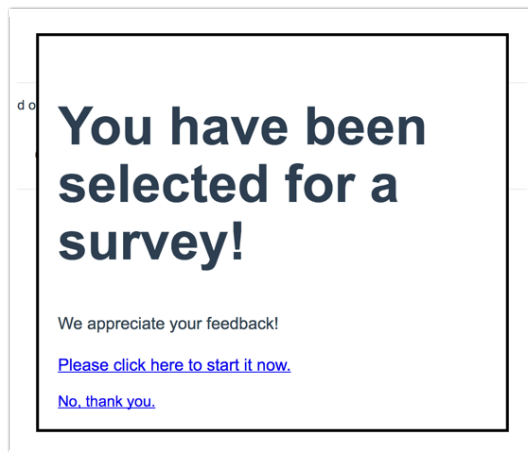 d o
You have been
selected for a
survey!
We appreciate your feedback!
Please click here to start it now.
No, thank you.